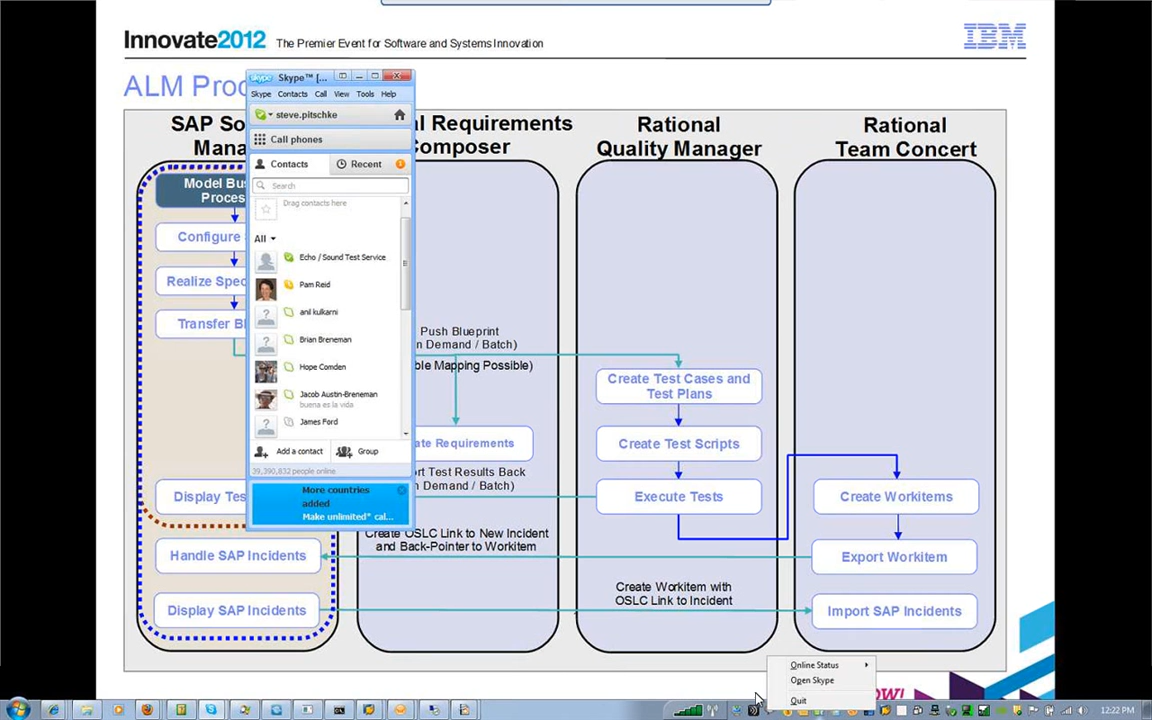 Innovate2012 The Premier Event for Software and Systems Innovation
IBM
ALM Proc
Skype™ [...
Skype Contacts Call View Tools Help
steve.pitschke
Call phones
Contacts Recent
Search
Drag contacts here
All
Echo / Sound Test Service
Pam Reid
anil kulkarni
Brian Breneman
Hope Comden
Jacob Austin-Breneman
buena es la vida
James Ford
Add a contact Group
39,390,832 people online
More countries
added
Make unlimited* cal...
SAP So
Mana
Model Bus
Proces
Configure
Realize Spec
Transfer Bl
Display Tes
Handle SAP Incidents
Display SAP Incidents
l Requirements
Composer
Push Blueprint
n Demand / Batch)
ble Mapping Possible)
ate Requirements
ort Test Results Back
n Demand / Batch)
Create OSLC Link to New Incident
and Back-Pointer to Workitem
Rational
Quality Manager
Create Test Cases and
Test Plans
Create Test Scripts
Execute Tests
Create Workitem with
OSLC Link to Incident
Rational
Team Concert
Create Workitems
Export Workitem
Import SAP Incidents
Online Status
Open Skype
Quit
OW!
12:22 PM